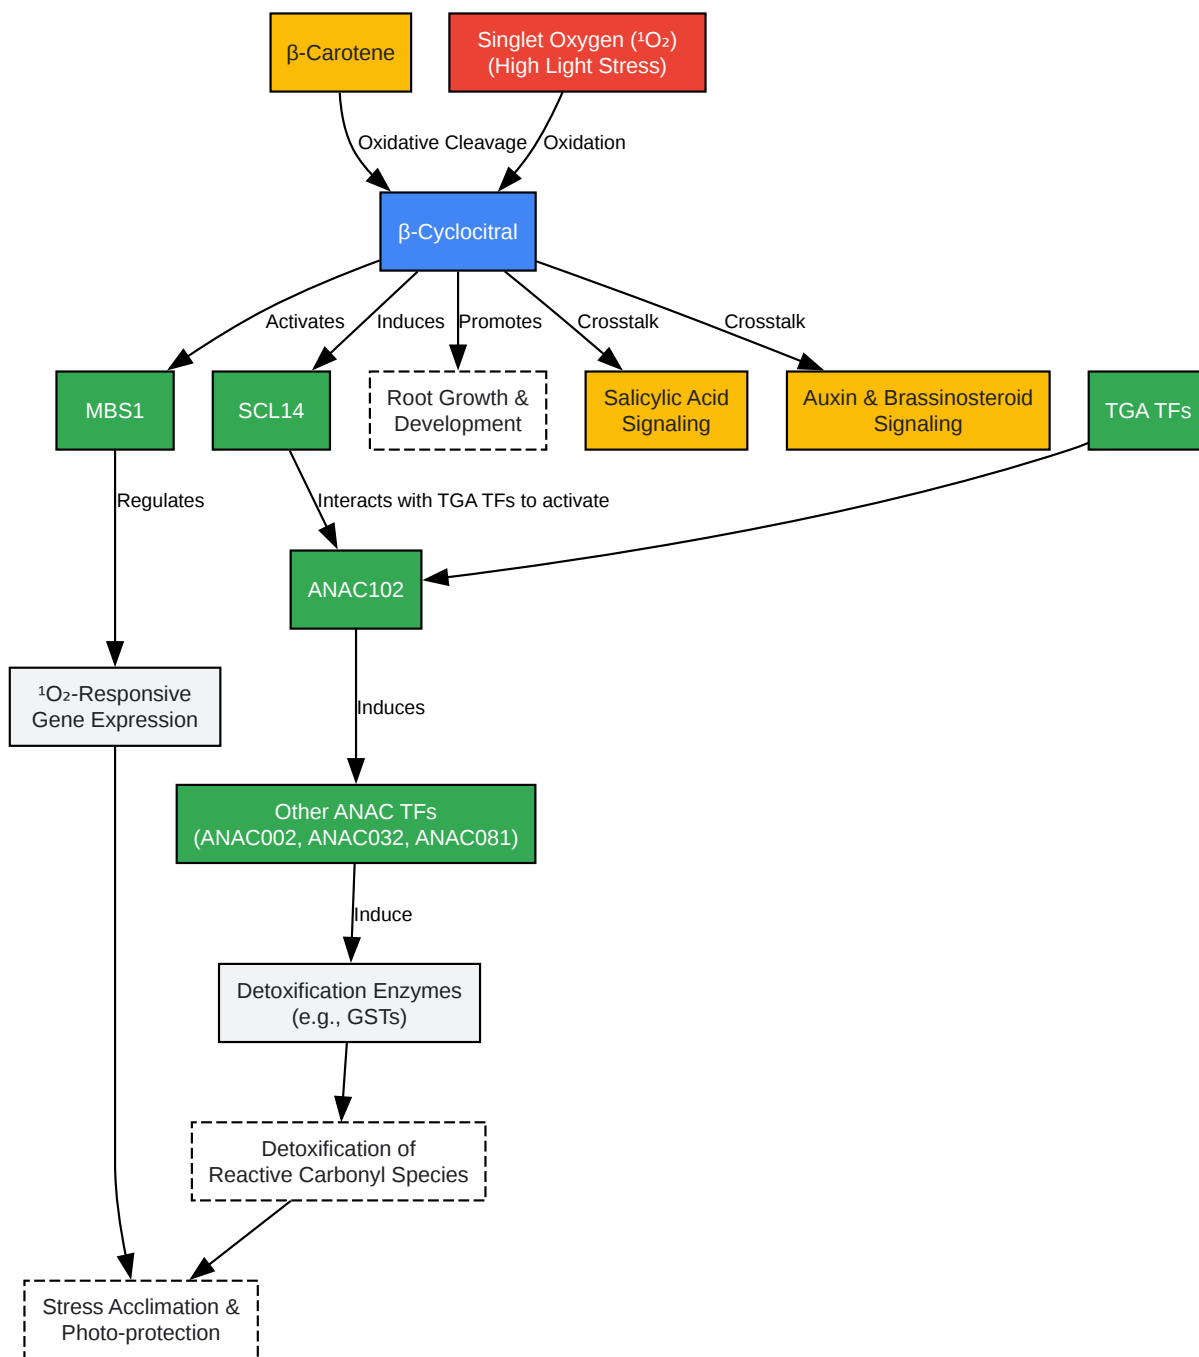 β-Carotene
Singlet Oxygen (¹O₂)
(High Light Stress)
Oxidative Cleavage
Oxidation
β-Cyclocitral
Activates
Induces
Promotes
Crosstalk
Crosstalk
MBS1
SCL14
Root Growth &
Development
Salicylic Acid
Signaling
Auxin & Brassinosteroid
Signaling
TGA TFs
Regulates
Interacts with TGA TFs to activate
ANAC102
¹O₂-Responsive
Gene Expression
Induces
Other ANAC TFs
(ANAC002, ANAC032, ANAC081)
Induce
Detoxification Enzymes
(e.g., GSTs)
Detoxification of
Reactive Carbonyl Species
Stress Acclimation &
Photo-protection